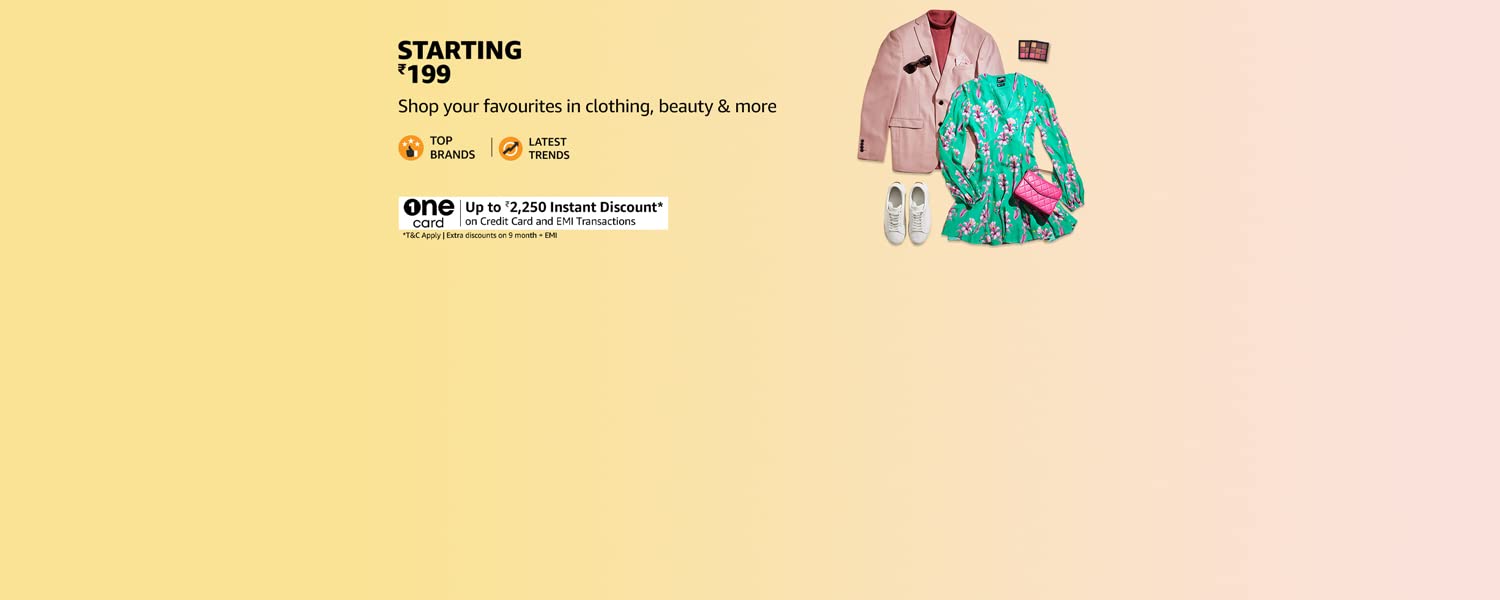 STARTING
₹199
Shop your favourites in clothing, beauty & more
TOP
BRANDS
LATEST
TRENDS
1one
card
Up to ₹2,250 Instant Discount*
on Credit Card and EMI Transactions
*T&C Apply | Extra discounts on 9 month + EMI